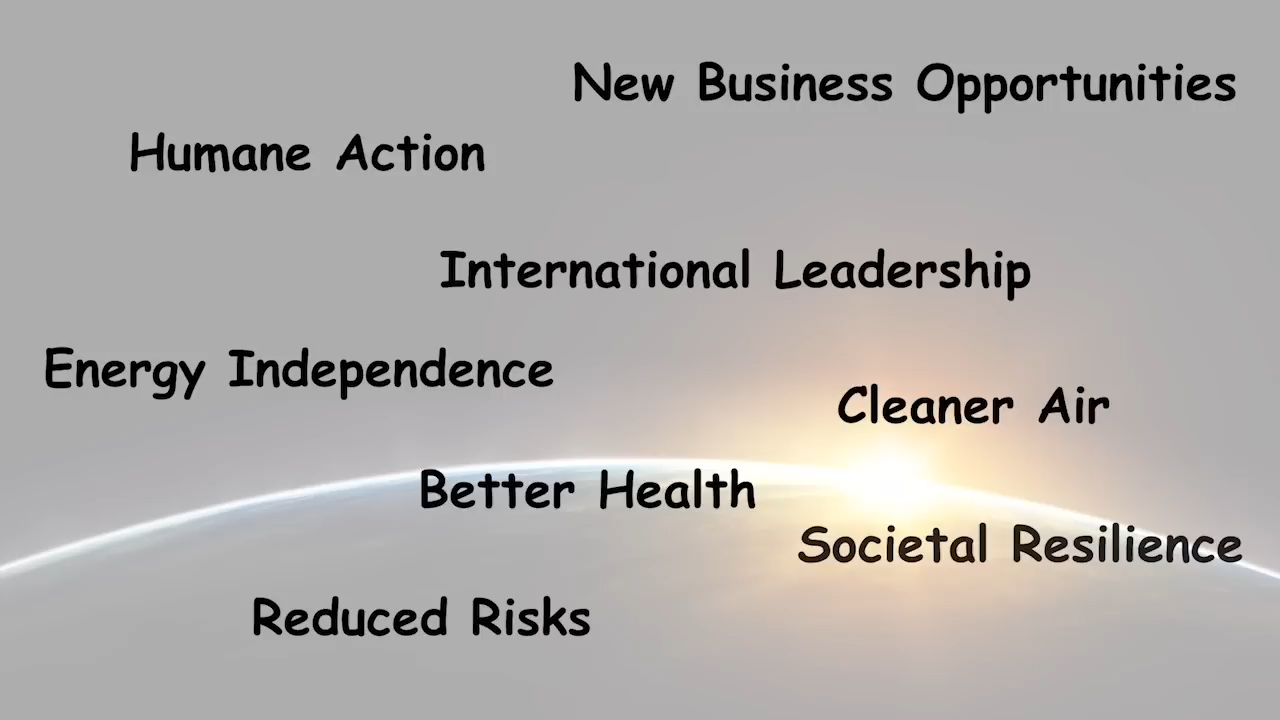 New Business Opportunities
Humane Action
International Leadership
Energy Independence
Cleaner Air
Better Health
Societal Resilience
Reduced Risks